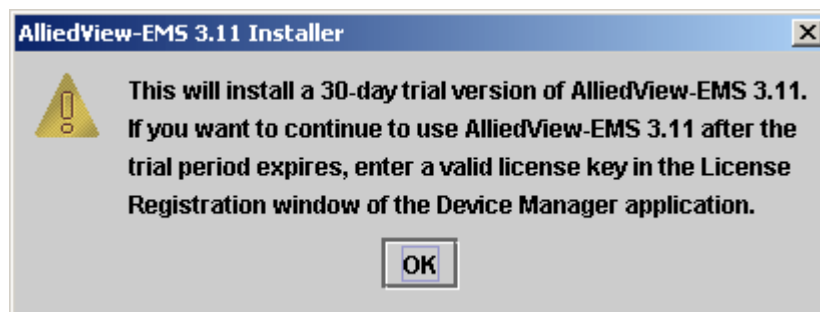 AlliedView-EMS 3.11 Installer
This will install a 30-day trial version of AlliedView-EMS 3.11.
If you want to continue to use AlliedView-EMS 3.11 after the
trial period expires, enter a valid license key in the License
Registration window of the Device Manager application.
OK